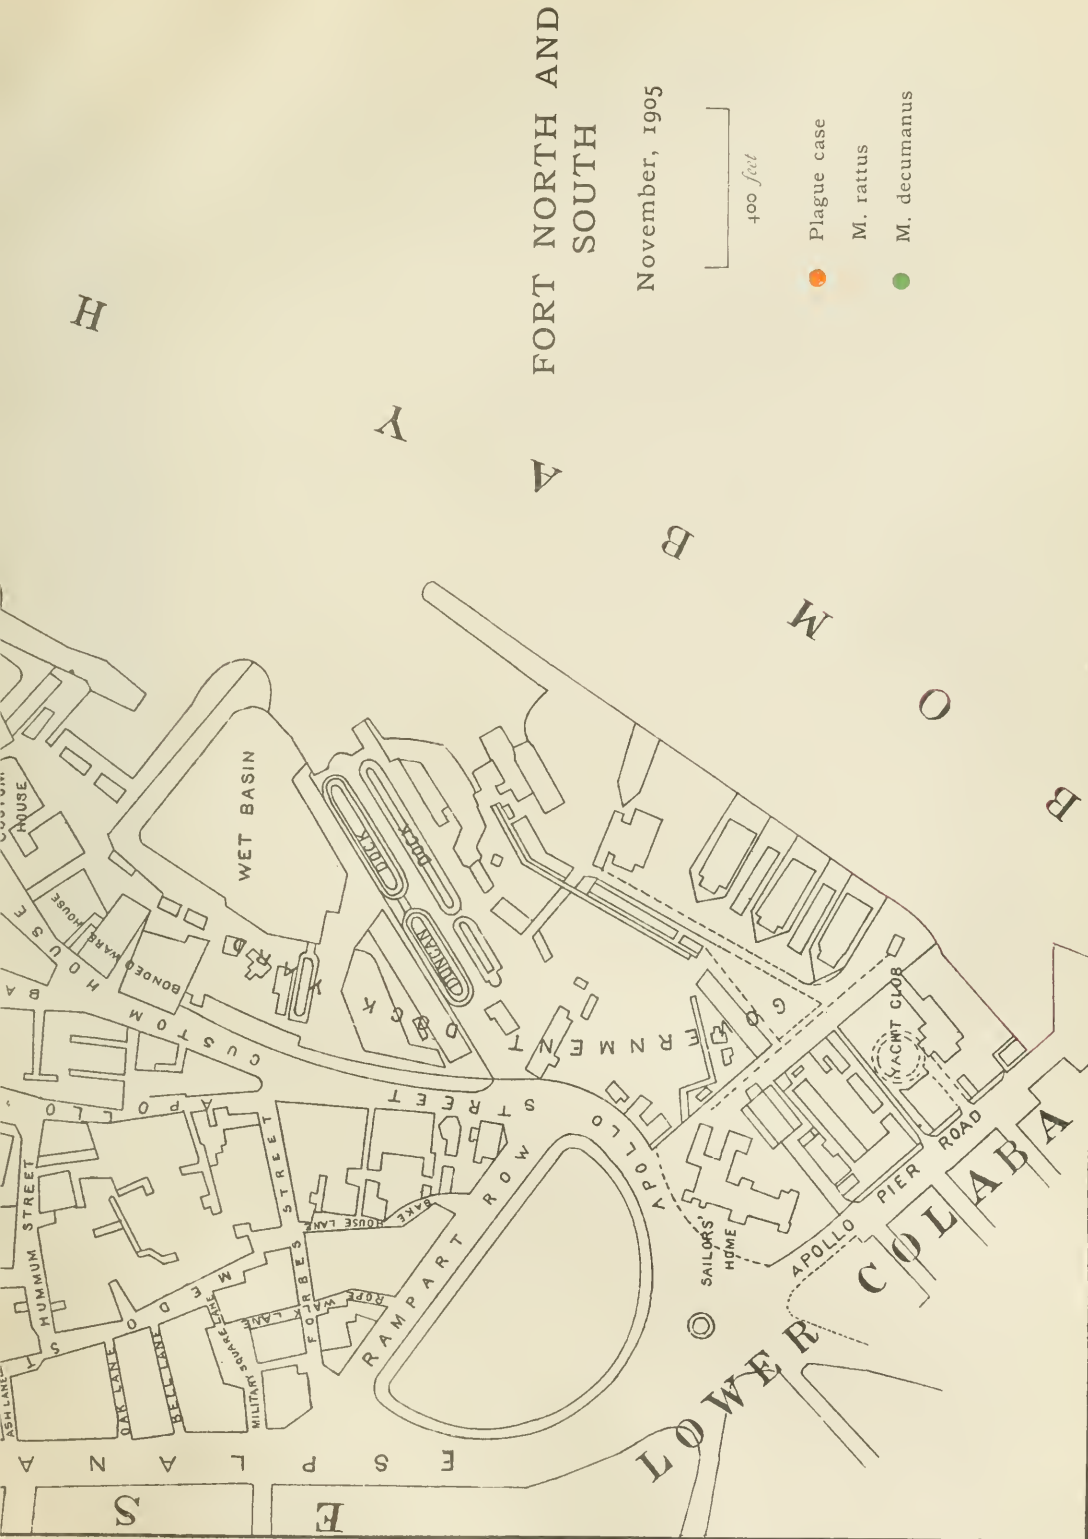 FORT NORTH AND
SOUTH
November, 1905
400 feet
Plague case
M. rattus
M. decumanus
B O M B A Y
H
HOUSE
CUSTOM HOUSE
BONDED WARE HOUSE
WET BASIN
DOCK
DOCK
DUNCAN
GOVERNMENT
DOCK YARD
YACHT CLUB
APOLLO STREET
APOLLO
HUMMUM STREET
MEDOWS ST
FORBES STREET
BAKE HOUSE LANE
ROPE WALK LANE
RAMPART ROW
ASH LANE
OAK LANE
BELL LANE
MILITARY SQUARE LANE
ESPLANA
E S
SAILORS'
HOME
APOLLO PIER ROAD
LOWER COLABA